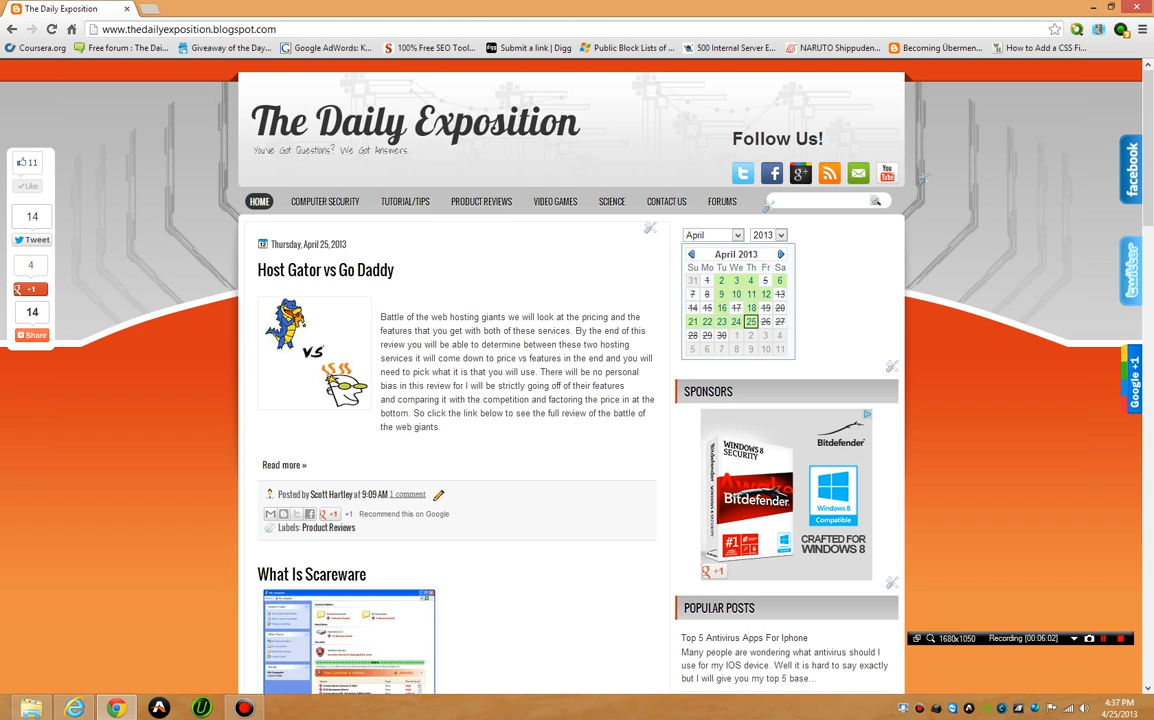 The Daily Exposition
www.thedailyexposition.blogspot.com
Coursera.org
Free forum : The Dai...
Giveaway of the Day...
Google AdWords: K...
100% Free SEO Tool...
Submit a link | Digg
Public Block Lists of ...
500 Internal Server E...
NARUTO Shippuden...
Becoming Übermen...
How to Add a CSS Fi...
The Daily Exposition
You've Got Questions? We Got Answers.
Follow Us!
You Tube
HOME
COMPUTER SECURITY
TUTORIAL/TIPS
PRODUCT REVIEWS
VIDEO GAMES
SCIENCE
CONTACT US
FORUMS
11
Like
14
Tweet
4
+1
14
Share
facebook
twitter
Google +1
Thursday, April 25, 2013
Host Gator vs Go Daddy
VS
Battle of the web hosting giants we will look at the pricing and the
features that you get with both of these services. By the end of this
review you will be able to determine between these two hosting
services it will come down to price vs features in the end and you will
need to pick what it is that you will use. There will be no personal
bias in this review for I will be strictly going off of their features
and comparing it with the competition and factoring the price in at the
bottom. So click the link below to see the full review of the battle of
the web giants.
Read more »
Posted by Scott Hartley at 9:09 AM 1 comment
+1 +1 Recommend this on Google
Labels: Product Reviews
What Is Scareware
April 2013
April 2013
Su Mo Tu We Th Fr Sa
31 1 2 3 4 5 6
7 8 9 10 11 12 13
14 15 16 17 18 19 20
21 22 23 24 25 26 27
28 29 30 1 2 3 4
5 6 7 8 9 10 11
SPONSORS
Bitdefender
WINDOWS 8
SECURITY
Awake
Bitdefender
#1
Windows 8
Compatible
CRAFTED FOR
WINDOWS 8
+1
POPULAR POSTS
Top 5 Antivirus Apps For Iphone
Many people are wondering what antivirus should I
use for my IOS device. Well it is hard to say exactly
but I will give you my top 5 base...
1680x1050 Recording [00:06:02]
4:37 PM
4/25/2013